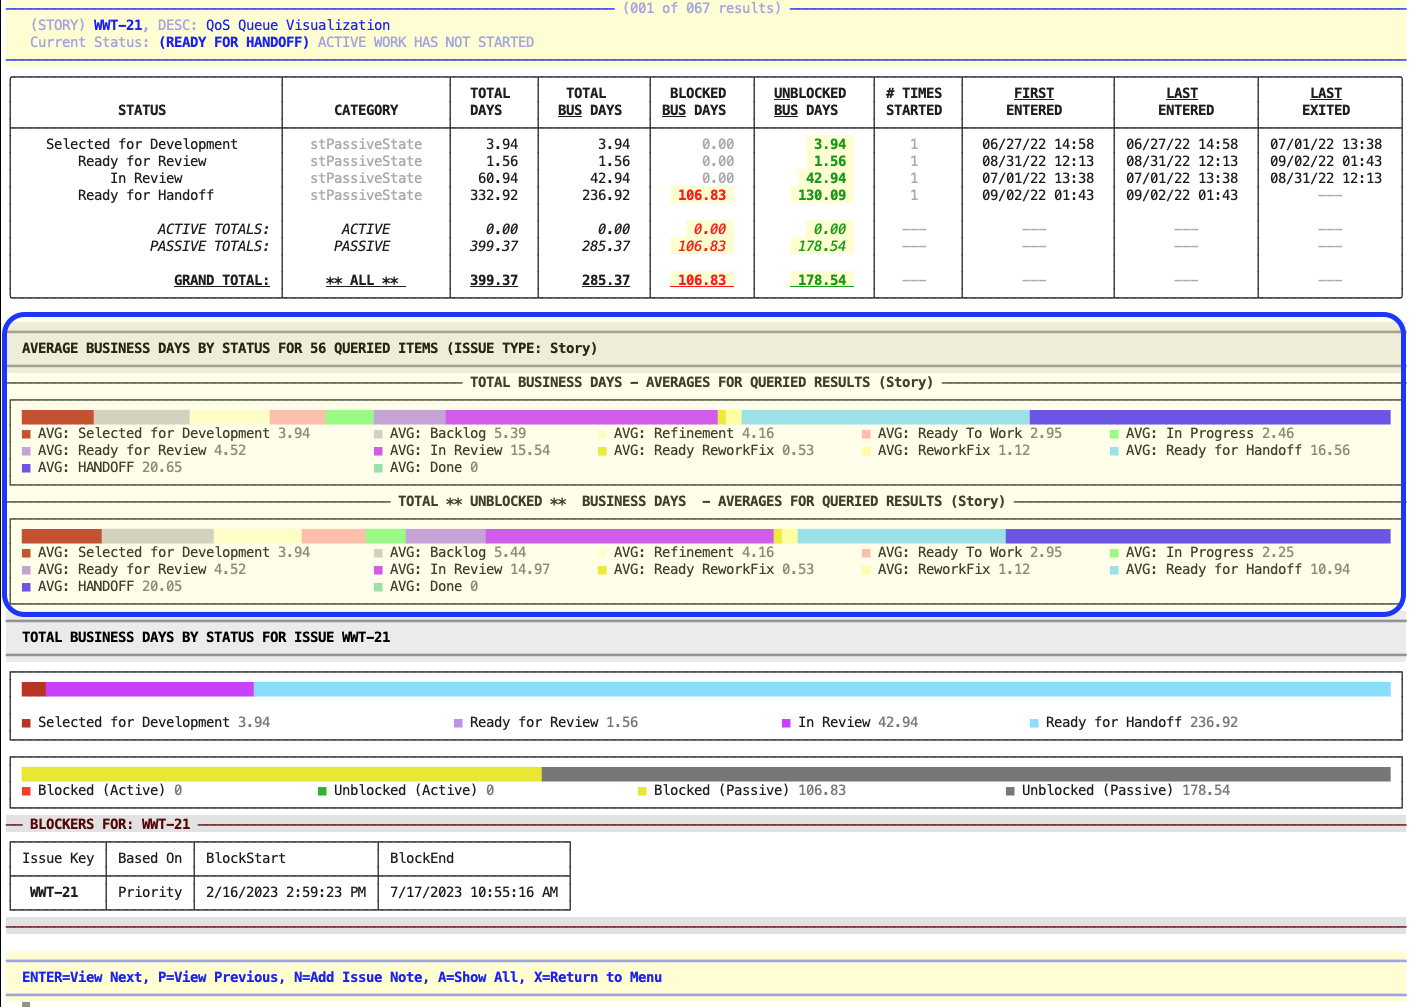 (001 of 067 results)
(STORY) WWT-21, DESC: QoS Queue Visualization
Current Status: (READY FOR HANDOFF) ACTIVE WORK HAS NOT STARTED
STATUS CATEGORY TOTAL DAYS TOTAL BUS DAYS BLOCKED BUS DAYS UNBLOCKED BUS DAYS # TIMES STARTED FIRST ENTERED LAST ENTERED LAST EXITED
Selected for Development stPassiveState 3.94 3.94 0.00 3.94 1 06/27/22 14:58 06/27/22 14:58 07/01/22 13:38
Ready for Review stPassiveState 1.56 1.56 0.00 1.56 1 08/31/22 12:13 08/31/22 12:13 09/02/22 01:43
In Review stPassiveState 60.94 42.94 0.00 42.94 1 07/01/22 13:38 07/01/22 13:38 08/31/22 12:13
Ready for Handoff stPassiveState 332.92 236.92 106.83 130.09 1 09/02/22 01:43 09/02/22 01:43 ---
ACTIVE TOTALS: ACTIVE 0.00 0.00 0.00 0.00 --- --- --- ---
PASSIVE TOTALS: PASSIVE 399.37 285.37 106.83 178.54 --- --- --- ---
GRAND TOTAL: ** ALL ** 399.37 285.37 106.83 178.54 --- --- --- ---
AVERAGE BUSINESS DAYS BY STATUS FOR 56 QUERIED ITEMS (ISSUE TYPE: Story)
TOTAL BUSINESS DAYS - AVERAGES FOR QUERIED RESULTS (Story)
AVG: Selected for Development 3.94 AVG: Backlog 5.39 AVG: Refinement 4.16 AVG: Ready To Work 2.95 AVG: In Progress 2.46
AVG: Ready for Review 4.52 AVG: In Review 15.54 AVG: Ready ReworkFix 0.53 AVG: ReworkFix 1.12 AVG: Ready for Handoff 16.56
AVG: HANDOFF 20.65 AVG: Done 0
TOTAL ** UNBLOCKED ** BUSINESS DAYS - AVERAGES FOR QUERIED RESULTS (Story)
AVG: Selected for Development 3.94 AVG: Backlog 5.44 AVG: Refinement 4.16 AVG: Ready To Work 2.95 AVG: In Progress 2.25
AVG: Ready for Review 4.52 AVG: In Review 14.97 AVG: Ready ReworkFix 0.53 AVG: ReworkFix 1.12 AVG: Ready for Handoff 10.94
AVG: HANDOFF 20.05 AVG: Done 0
TOTAL BUSINESS DAYS BY STATUS FOR ISSUE WWT-21
Selected for Development 3.94 Ready for Review 1.56 In Review 42.94 Ready for Handoff 236.92
Blocked (Active) 0 Unblocked (Active) 0 Blocked (Passive) 106.83 Unblocked (Passive) 178.54
BLOCKERS FOR: WWT-21
Issue Key Based On BlockStart BlockEnd
WWT-21 Priority 2/16/2023 2:59:23 PM 7/17/2023 10:55:16 AM
ENTER=View Next, P=View Previous, N=Add Issue Note, A=Show All, X=Return to Menu